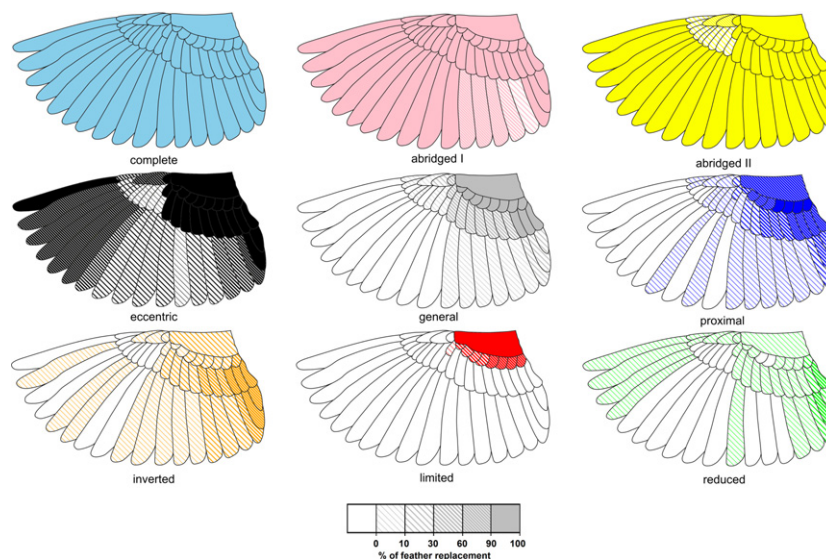 complete
abridged I
abridged II
eccentric
general
proximal
inverted
limited
reduced
0 10 30 60 90 100
% of feather replacement